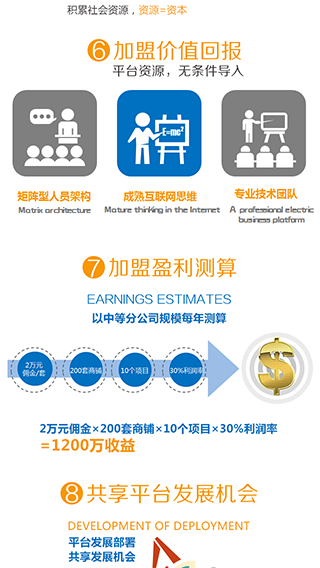 积累社会资源，资源=资本
6 加盟价值回报
平台资源，无条件导入
E=mc²
矩阵型人员架构
Matrix architecture
成熟互联网思维
Mature thinking in the Internet
专业技术团队
A professional electric
business platform
7 加盟盈利测算
EARNINGS ESTIMATES
以中等分公司规模每年测算
2万元
佣金/套
200套商铺
10个项目
30%利润率
$
2万元佣金×200套商铺×10个项目×30%利润率
=1200万收益
8 共享平台发展机会
DEVELOPMENT OF DEPLOYMENT
平台发展部署
共享发展机会